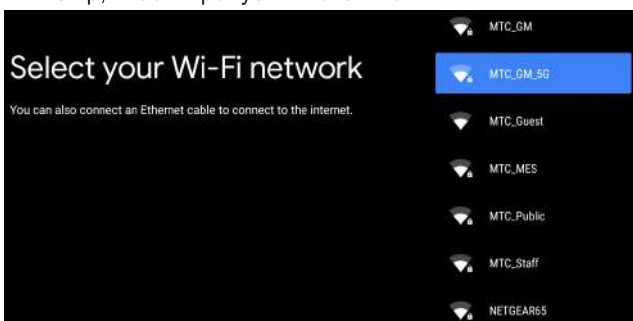 Select your Wi-Fi network
You can also connect an Ethernet cable to connect to the internet.
MTC_GM
MTC_GM_5G
MTC_Guest
MTC_MES
MTC_Public
MTC_Staff
NETGEAR65